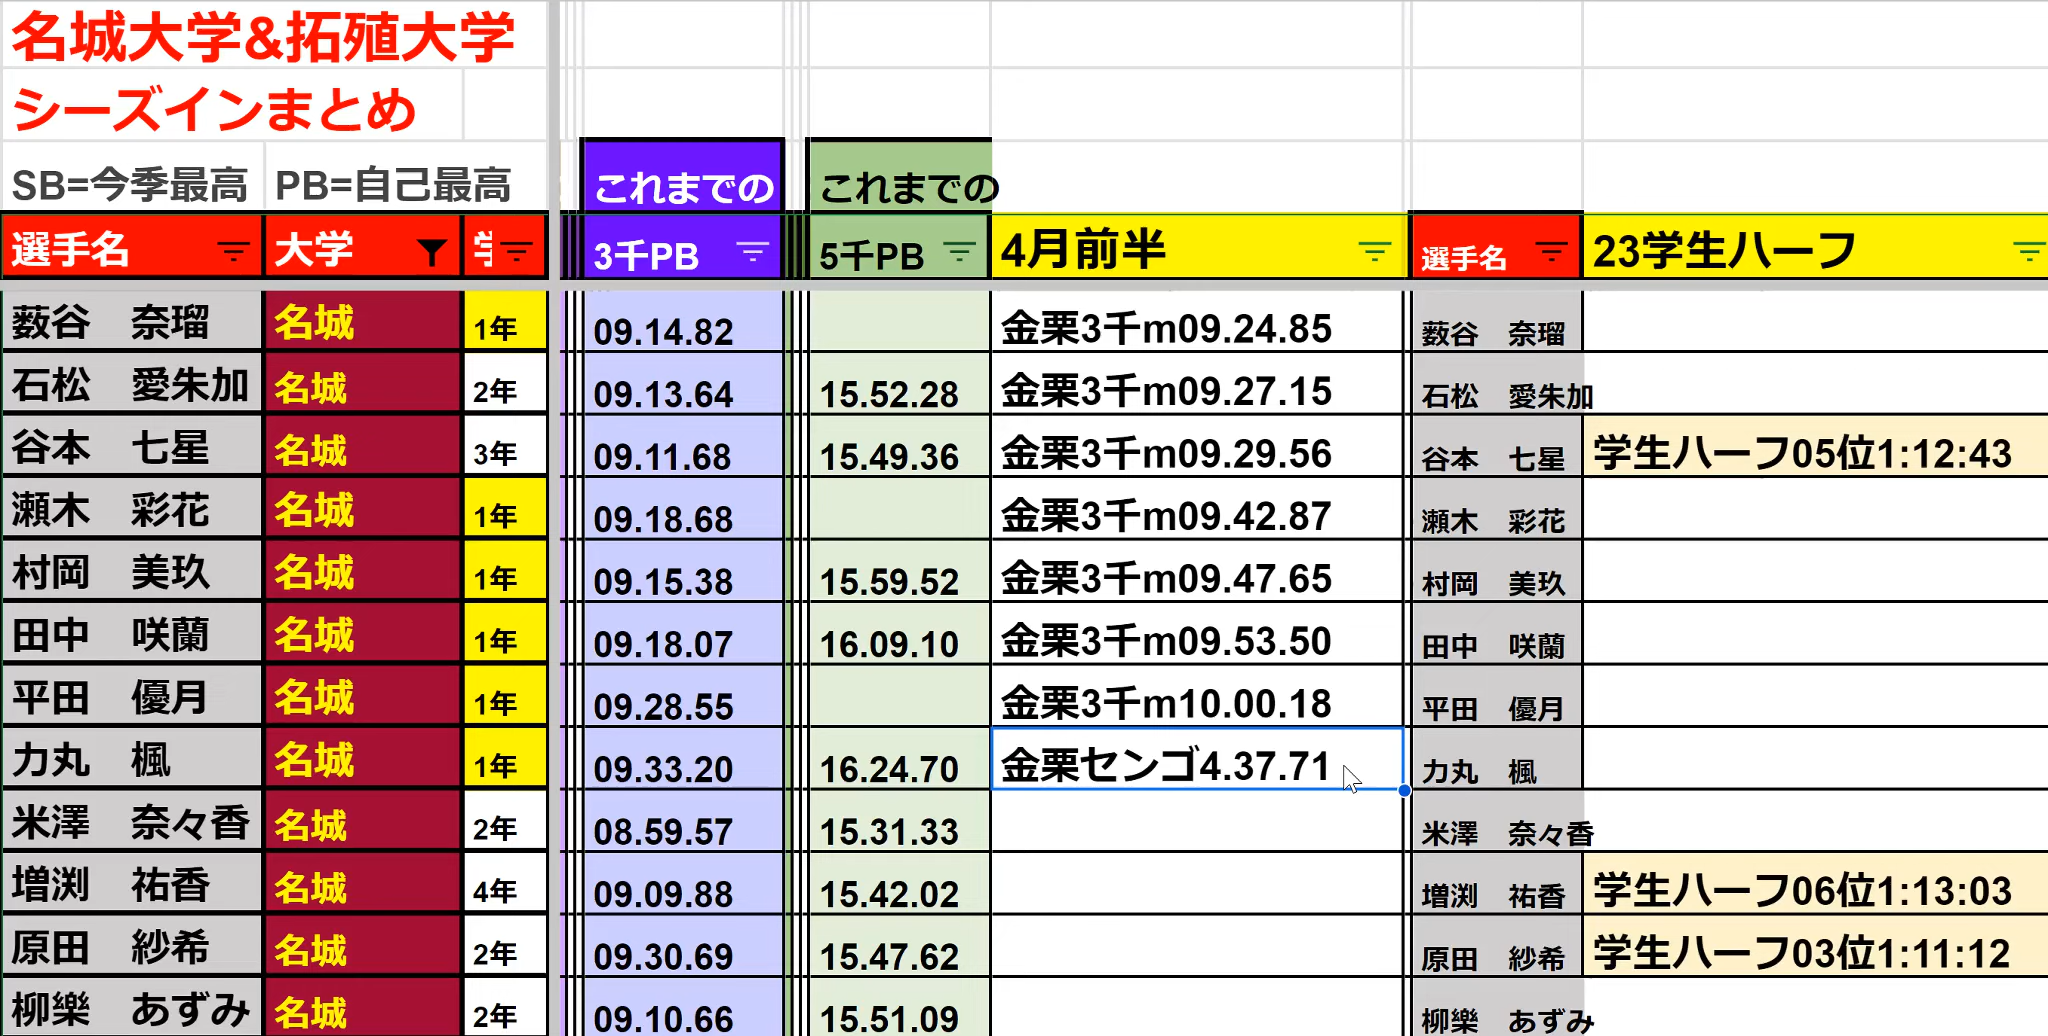 名城大学&拓殖大学
シーズインまとめ
SB=今季最高 PB=自己最高 これまでの これまでの
選手名 大学 3千PB 5千PB 4月前半 選手名 23学生ハーフ
薮谷 奈瑠 名城 1年 09.14.82 金栗3千m09.24.85 薮谷 奈瑠
石松 愛朱加 名城 2年 09.13.64 15.52.28 金栗3千m09.27.15 石松 愛朱加
谷本 七星 名城 3年 09.11.68 15.49.36 金栗3千m09.29.56 谷本 七星 学生ハーフ05位1:12:43
瀬木 彩花 名城 1年 09.18.68 金栗3千m09.42.87 瀬木 彩花
村岡 美玖 名城 1年 09.15.38 15.59.52 金栗3千m09.47.65 村岡 美玖
田中 咲蘭 名城 1年 09.18.07 16.09.10 金栗3千m09.53.50 田中 咲蘭
平田 優月 名城 1年 09.28.55 金栗3千m10.00.18 平田 優月
力丸 楓 名城 1年 09.33.20 16.24.70 金栗センゴ4.37.71 力丸 楓
米澤 奈々香 名城 2年 08.59.57 15.31.33 米澤 奈々香
増渕 祐香 名城 4年 09.09.88 15.42.02 増渕 祐香 学生ハーフ06位1:13:03
原田 紗希 名城 2年 09.30.69 15.47.62 原田 紗希 学生ハーフ03位1:11:12
柳樂 あずみ 名城 2年 09.10.66 15.51.09 柳樂 あずみ